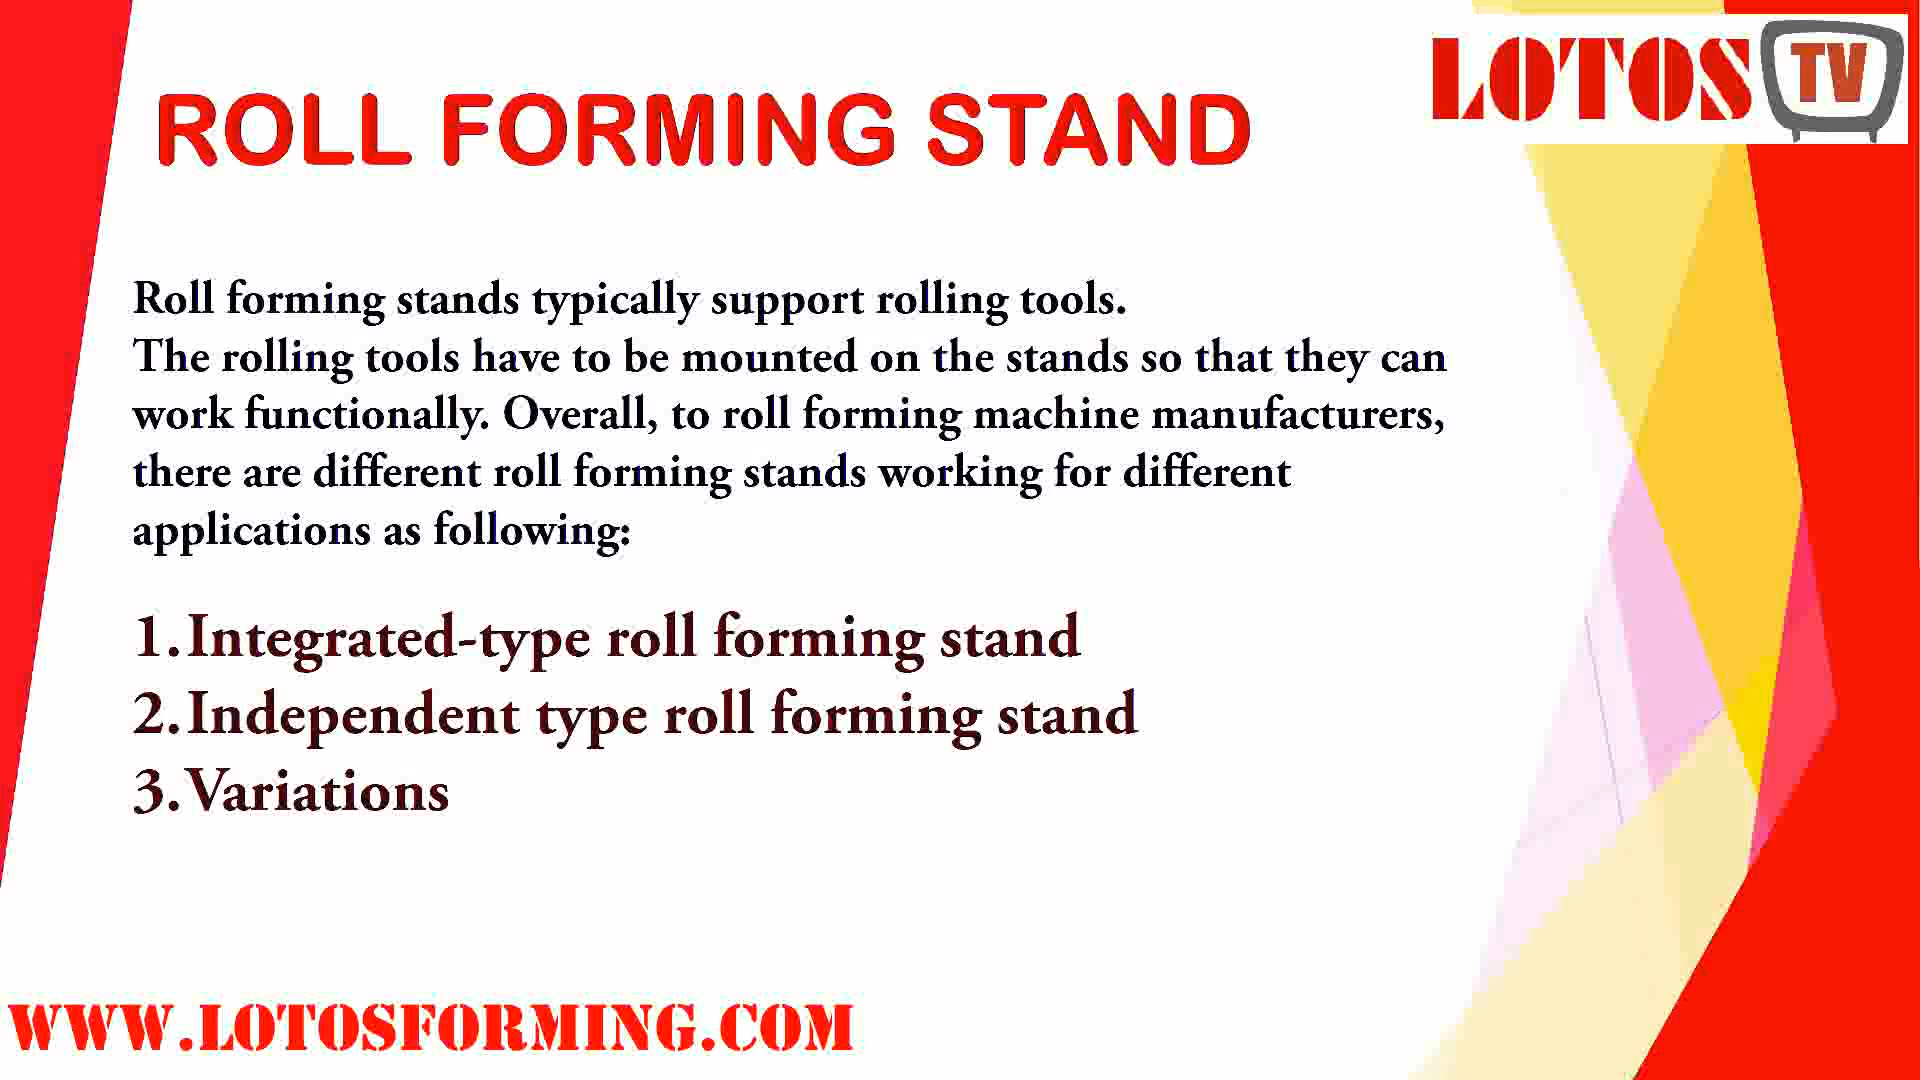 LOTOS TV
ROLL FORMING STAND
Roll forming stands typically support rolling tools.
The rolling tools have to be mounted on the stands so that they can
work functionally. Overall, to roll forming machine manufacturers,
there are different roll forming stands working for different
applications as following:
1. Integrated-type roll forming stand
2. Independent type roll forming stand
3. Variations
WWW.LOTOSFORMING.COM